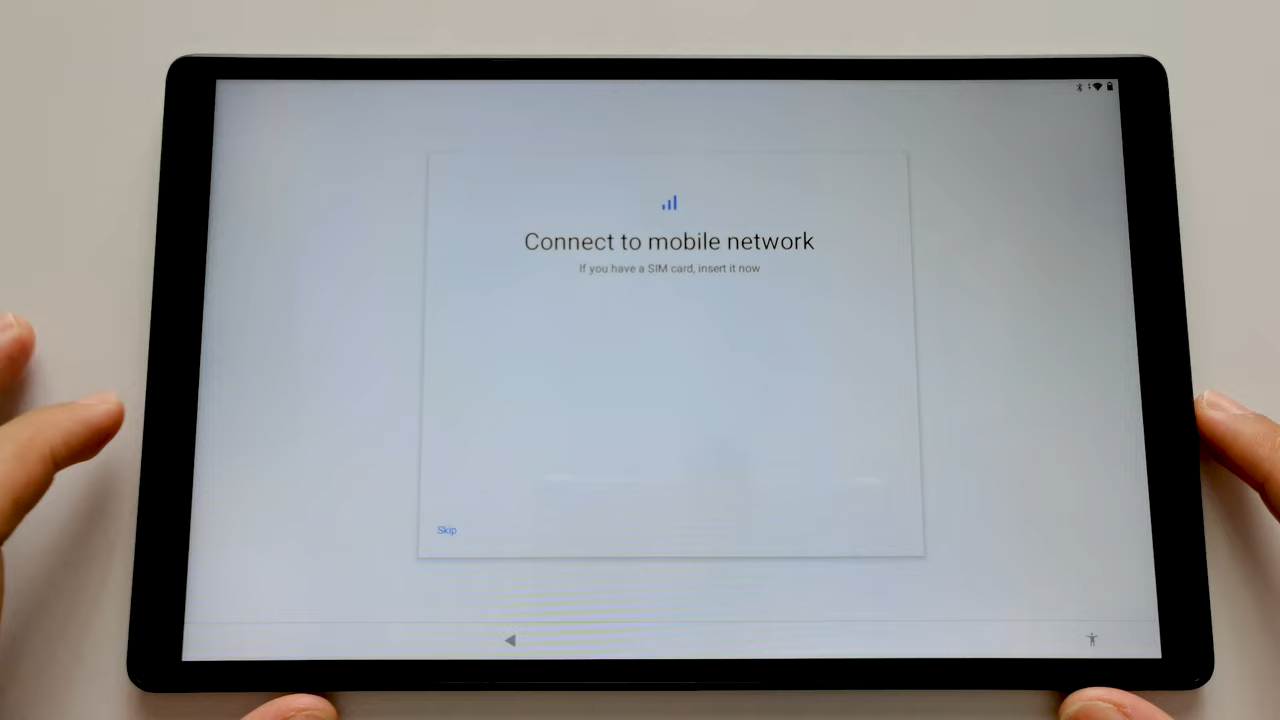 Connect to mobile network
If you have a SIM card, insert it now
Skip